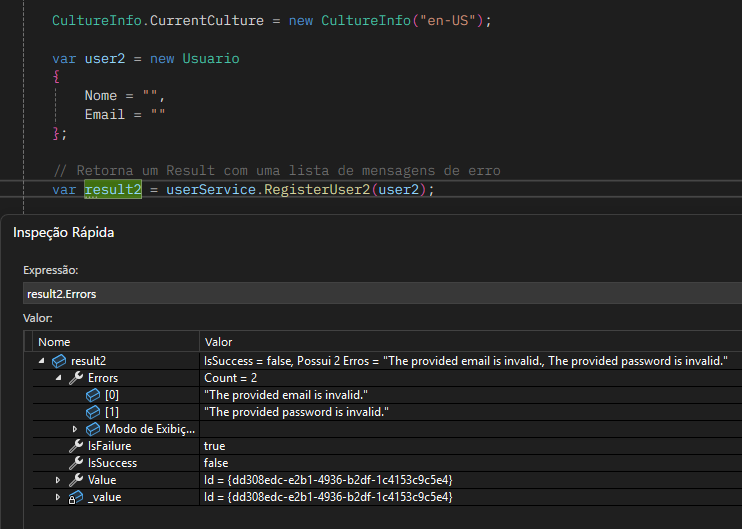 CultureInfo.CurrentCulture = new CultureInfo("en-US");
var user2 = new Usuario
{
Nome = "",
Email = ""
};
// Retorna um Result com uma lista de mensagens de erro
var result2 = userService.RegisterUser2(user2);
Inspeção Rápida
Expressão:
result2.Errors
Valor:
Nome Valor
result2 IsSuccess = false, Possui 2 Erros = "The provided email is invalid., The provided password is invalid."
Errors Count = 2
[0] "The provided email is invalid."
[1] "The provided password is invalid."
Modo de Exibiç...
IsFailure true
IsSuccess false
Value Id = {dd308edc-e2b1-4936-b2df-1c4153c9c5e4}
_value Id = {dd308edc-e2b1-4936-b2df-1c4153c9c5e4}